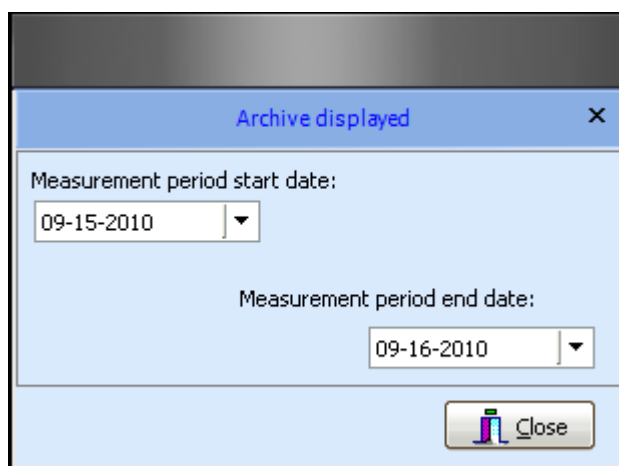 Archive displayed
Measurement period start date:
09-15-2010
Measurement period end date:
09-16-2010
Close